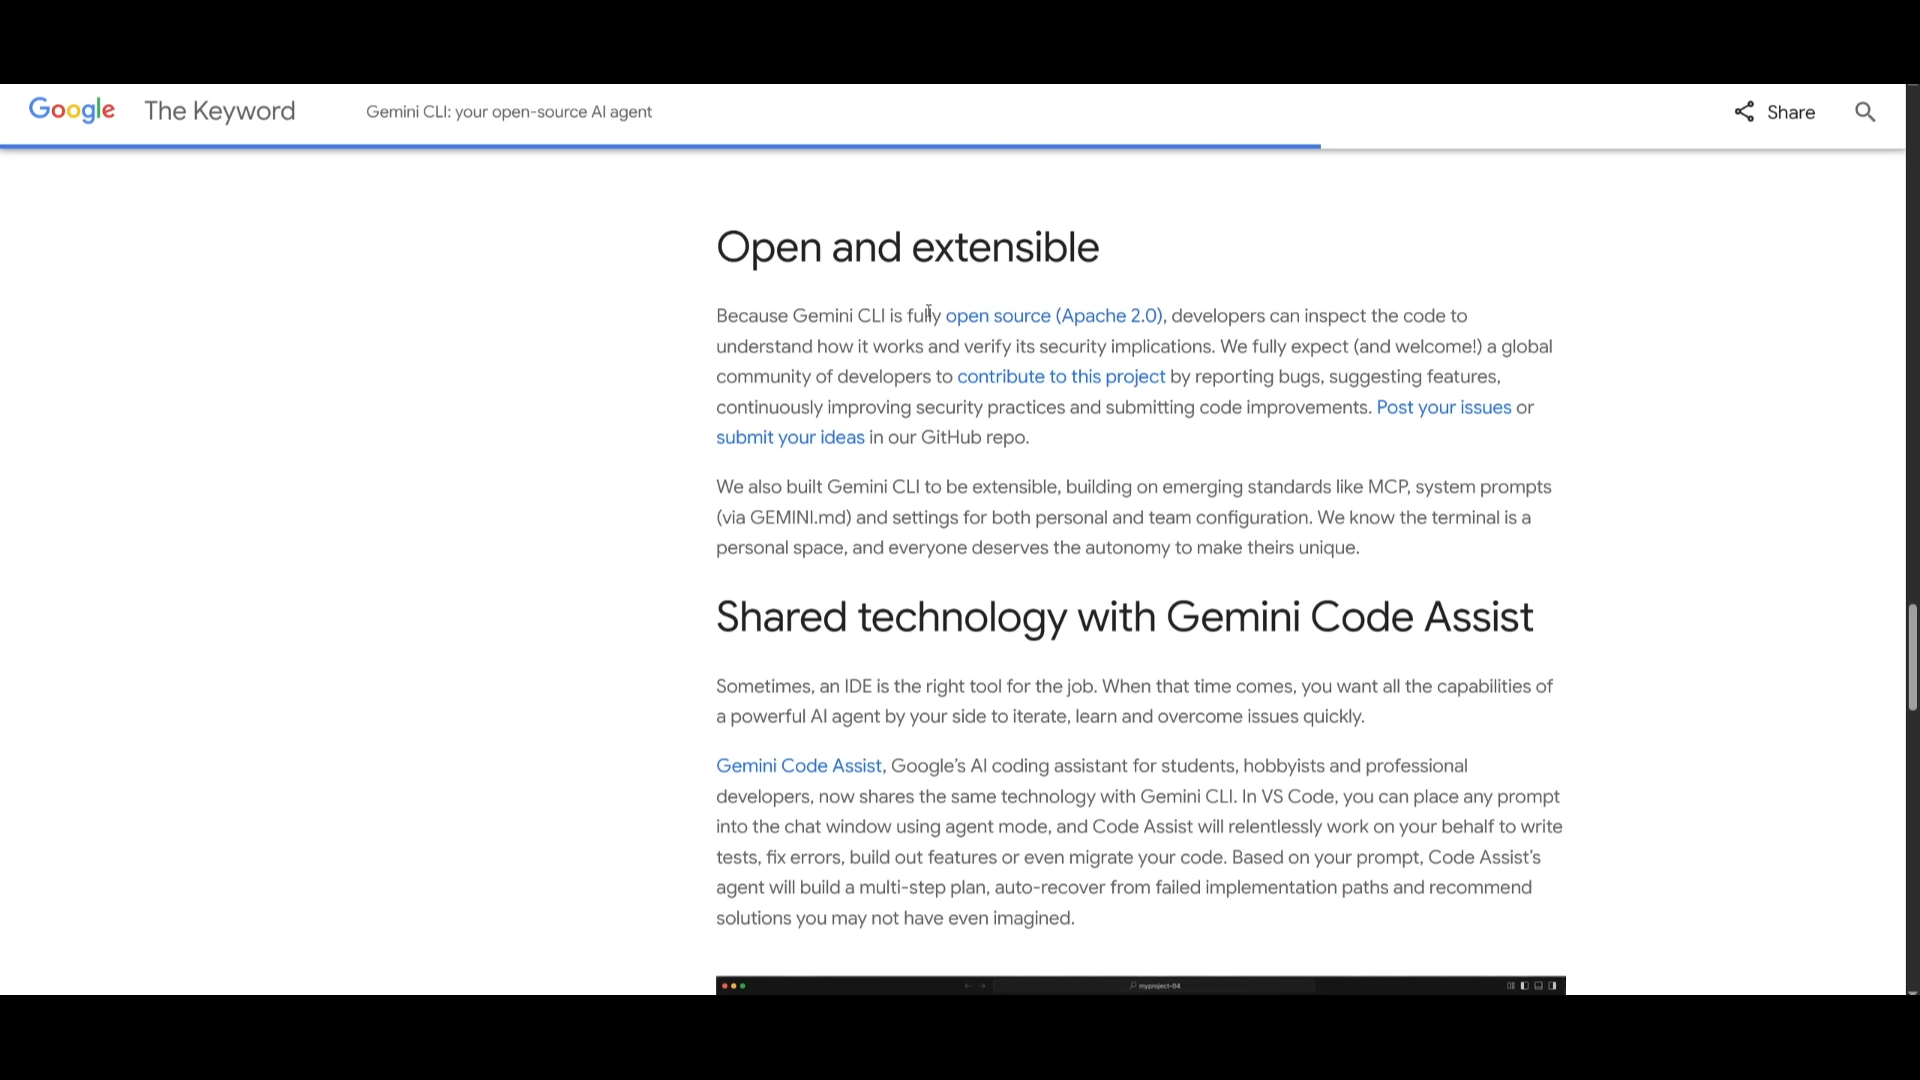 Google The Keyword Gemini CLI: your open-source AI agent Share
Open and extensible
Because Gemini CLI is fully open source (Apache 2.0), developers can inspect the code to
understand how it works and verify its security implications. We fully expect (and welcome!) a global
community of developers to contribute to this project by reporting bugs, suggesting features,
continuously improving security practices and submitting code improvements. Post your issues or
submit your ideas in our GitHub repo.
We also built Gemini CLI to be extensible, building on emerging standards like MCP, system prompts
(via GEMINI.md) and settings for both personal and team configuration. We know the terminal is a
personal space, and everyone deserves the autonomy to make theirs unique.
Shared technology with Gemini Code Assist
Sometimes, an IDE is the right tool for the job. When that time comes, you want all the capabilities of
a powerful AI agent by your side to iterate, learn and overcome issues quickly.
Gemini Code Assist, Google’s AI coding assistant for students, hobbyists and professional
developers, now shares the same technology with Gemini CLI. In VS Code, you can place any prompt
into the chat window using agent mode, and Code Assist will relentlessly work on your behalf to write
tests, fix errors, build out features or even migrate your code. Based on your prompt, Code Assist’s
agent will build a multi-step plan, auto-recover from failed implementation paths and recommend
solutions you may not have even imagined.
myproject-04